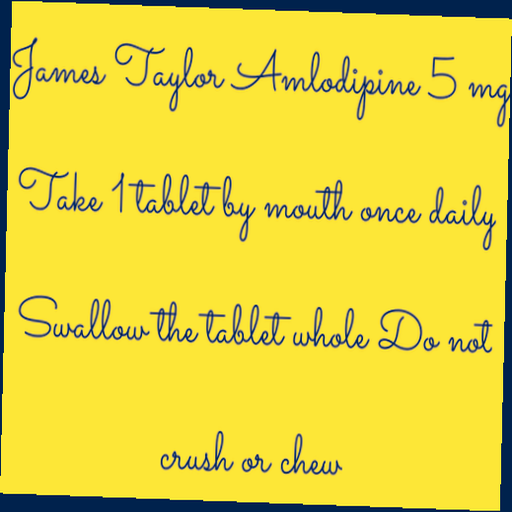 James Taylor Amlodipine 5 mg
Take 1 tablet by mouth once daily
Swallow the tablet whole Do not
crush or chew